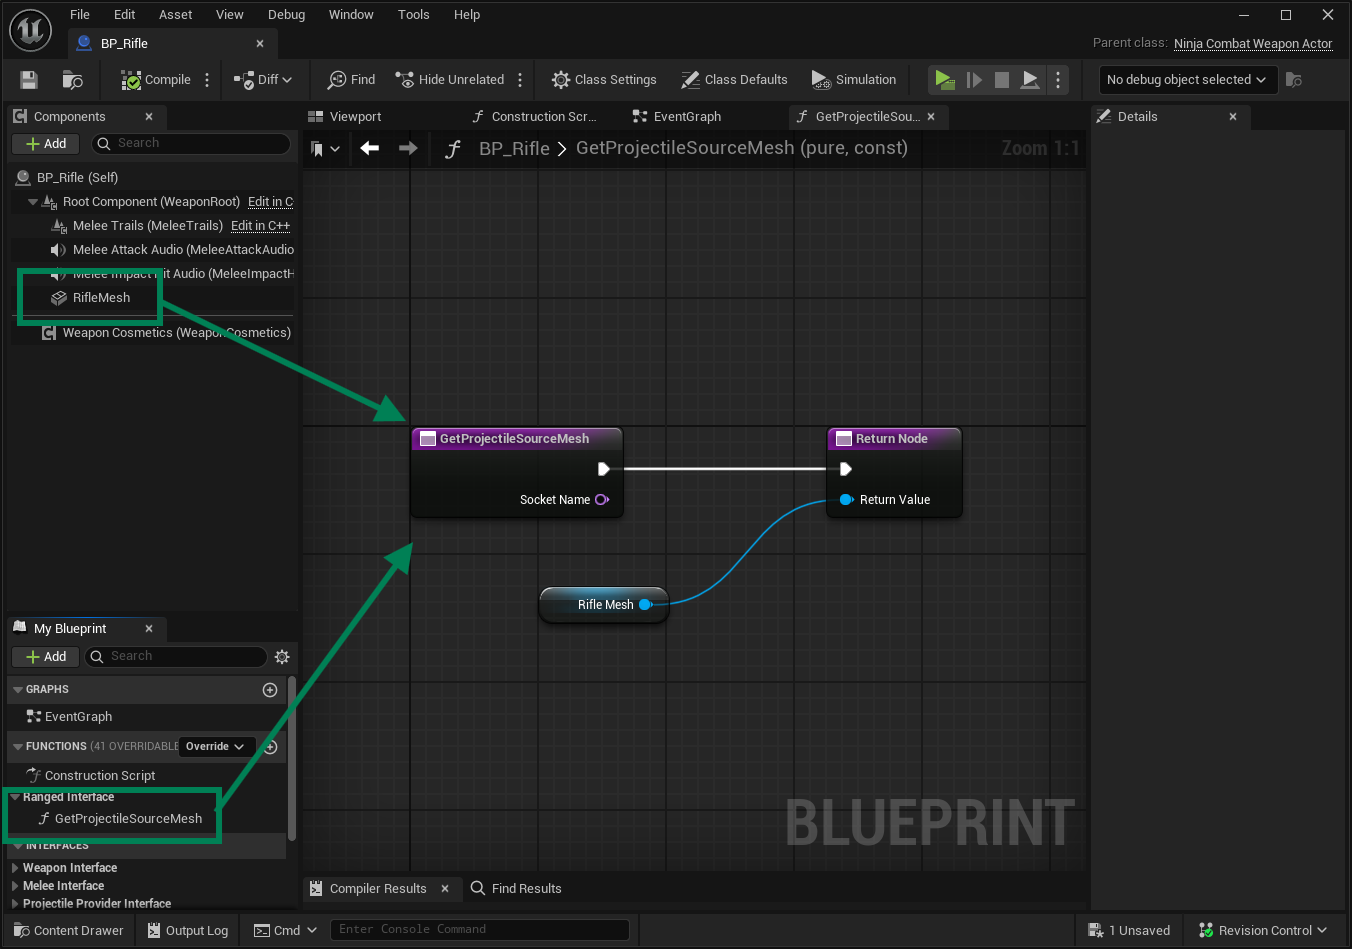 File Edit Asset View Debug Window Tools Help
BP_Rifle
Parent class: Ninja Combat Weapon Actor
Compile Diff Find Hide Unrelated Class Settings Class Defaults Simulation No debug object selected
Components Viewport Construction Scr... EventGraph GetProjectileSou... Details
Add Search
BP_Rifle > GetProjectileSourceMesh (pure, const) Zoom 1:1
BP_Rifle (Self)
Root Component (WeaponRoot) Edit in C
Melee Trails (MeleeTrails) Edit in C++
Melee Attack Audio (MeleeAttackAudio
Melee Impact Hit Audio (MeleeImpactH
RifleMesh
Weapon Cosmetics (WeaponCosmetics)
GetProjectileSourceMesh
Socket Name
Return Node
Return Value
Rifle Mesh
BLUEPRINT
My Blueprint
Add Search
GRAPHS
EventGraph
FUNCTIONS (41 OVERRIDABLE Override
Construction Script
Ranged Interface
GetProjectileSourceMesh
INTERFACES
Weapon Interface
Melee Interface
Projectile Provider Interface
Compiler Results Find Results
Content Drawer Output Log Cmd Enter Console Command 1 Unsaved Revision Control